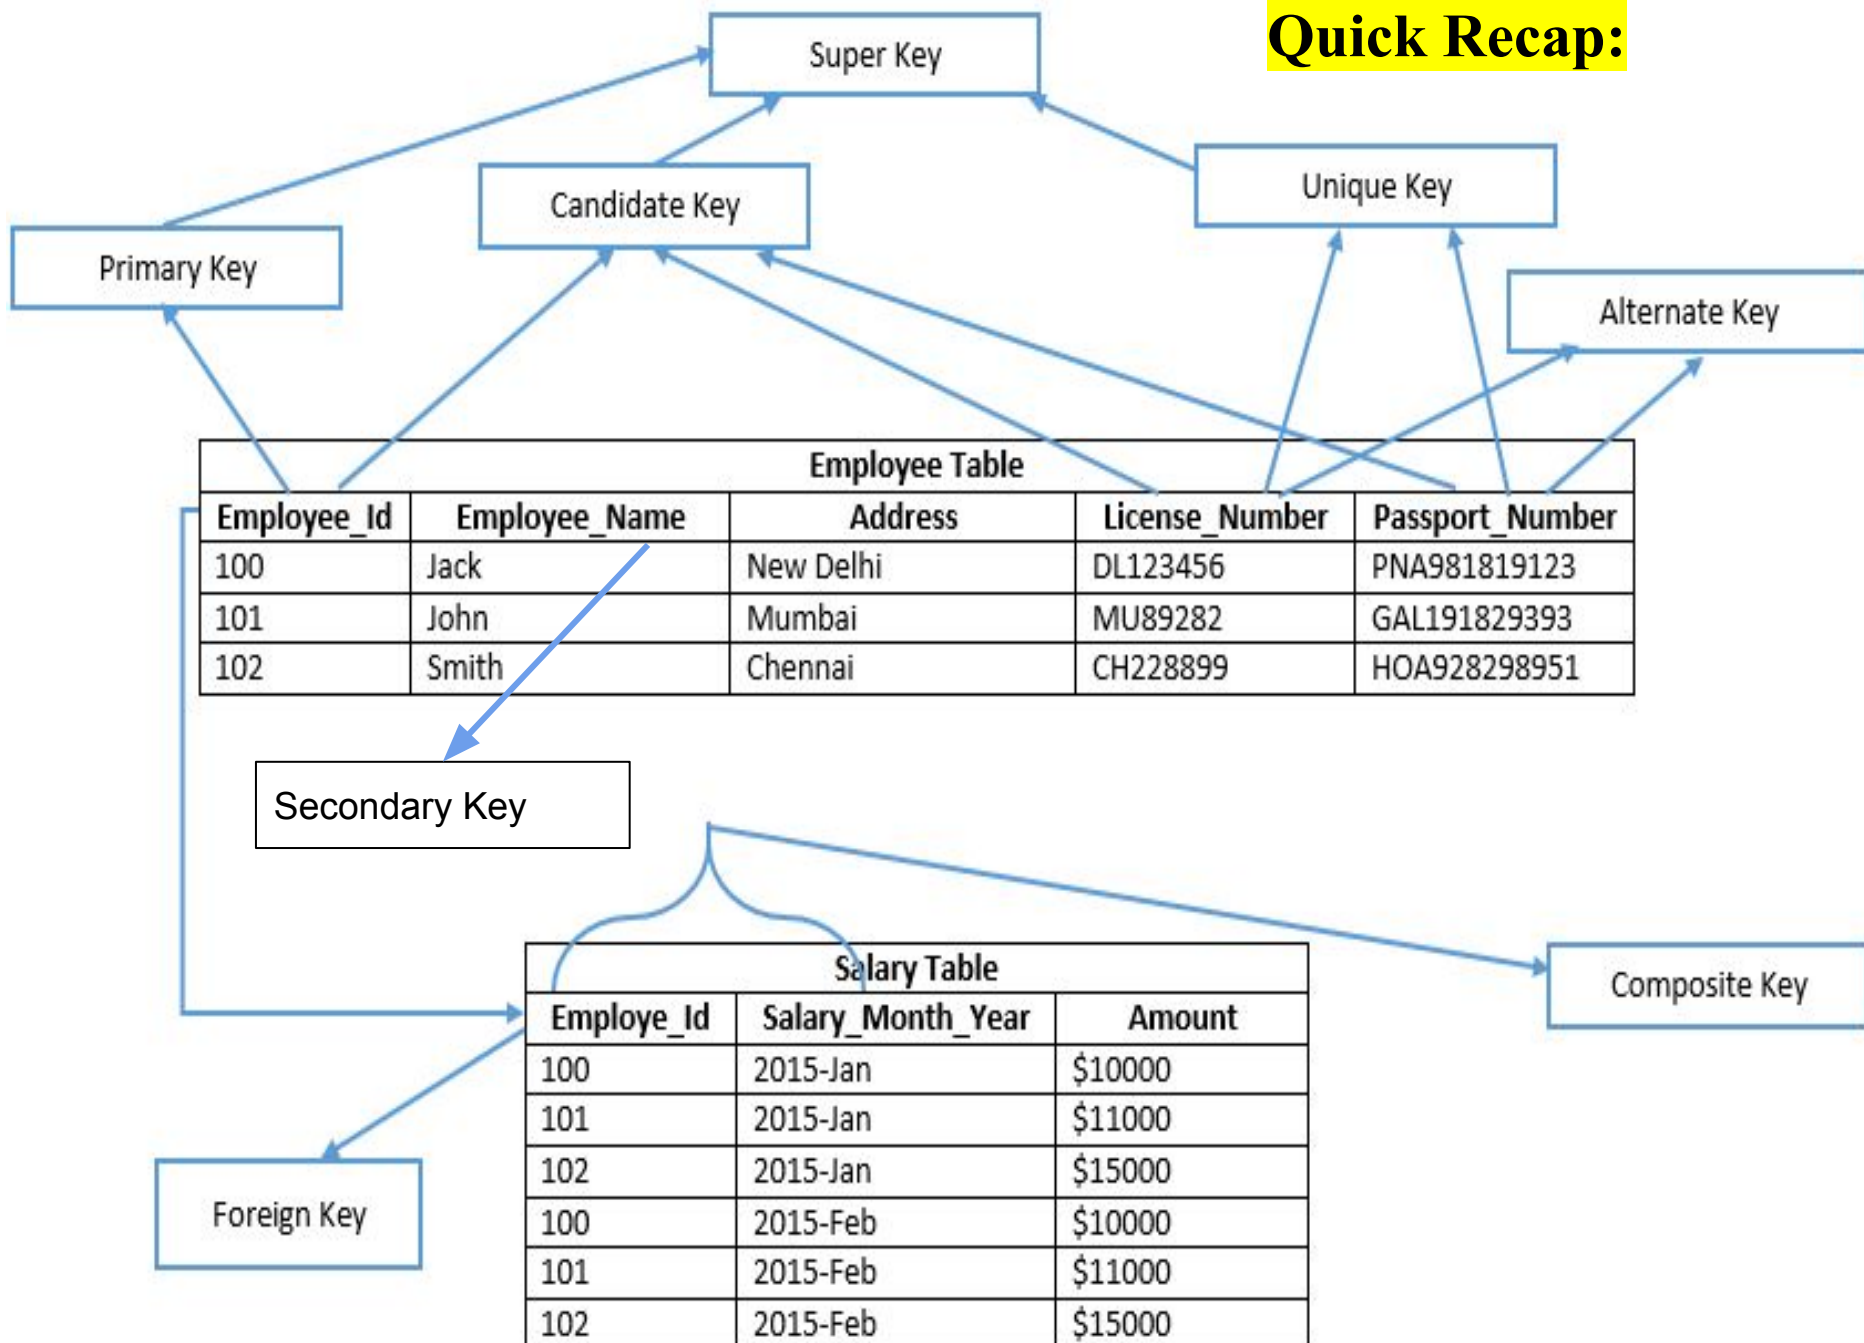 Quick Recap:
Super Key
Candidate Key
Unique Key
Primary Key
Alternate Key
Employee Table
Employee_Id Employee_Name Address License_Number Passport_Number
100 Jack New Delhi DL123456 PNA981819123
101 John Mumbai MU89282 GAL191829393
102 Smith Chennai CH228899 HOA928298951
Secondary Key
Salary Table
Composite Key
Employe_Id Salary_Month_Year Amount
100 2015-Jan $10000
101 2015-Jan $11000
102 2015-Jan $15000
Foreign Key
100 2015-Feb $10000
101 2015-Feb $11000
102 2015-Feb $15000